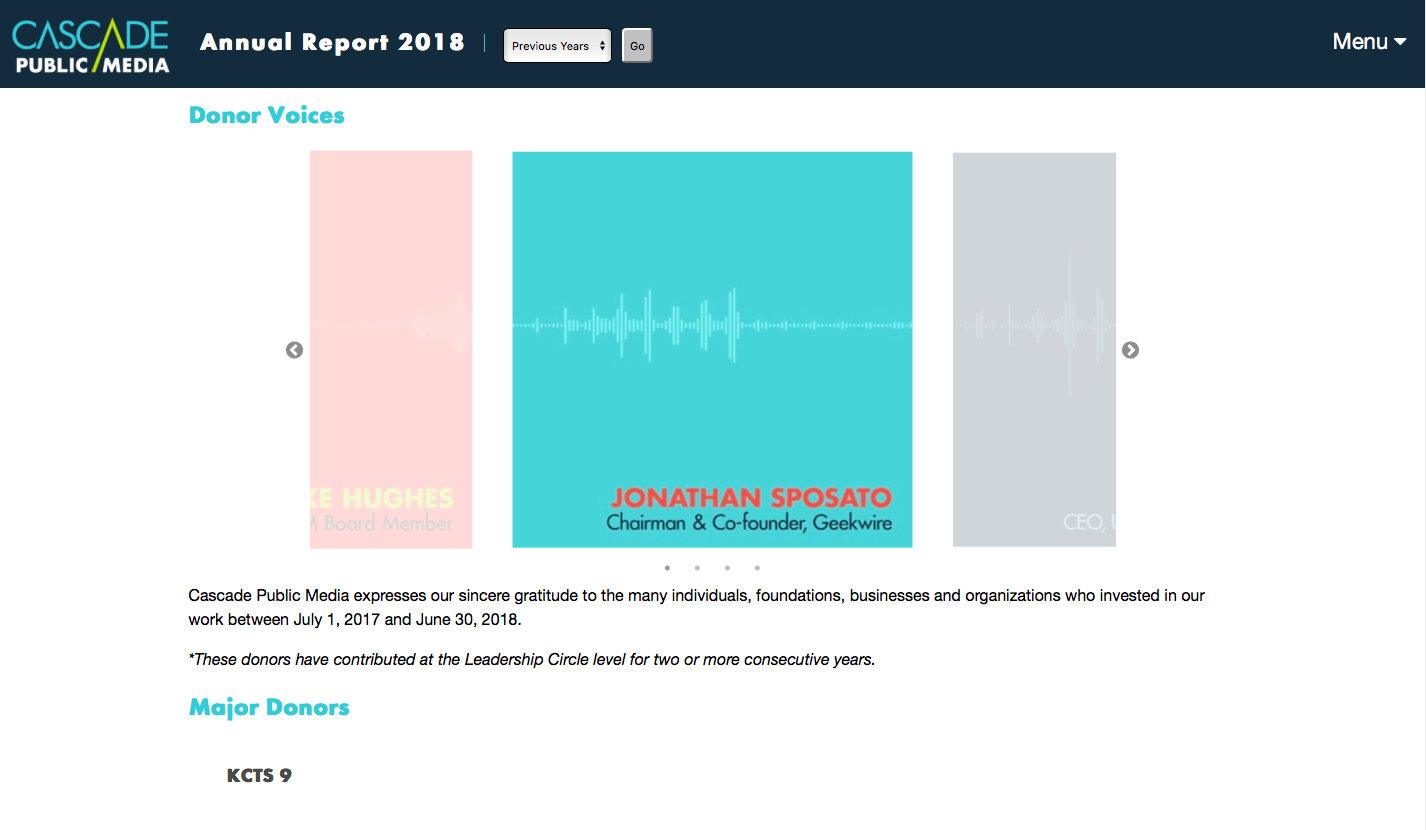 CASCADE
PUBLIC MEDIA
Annual Report 2018
Previous Years
Go
Menu
Donor Voices
KE HUGHES
Board Member
JONATHAN SPOSATO
Chairman & Co-founder, Geekwire
CEO,
Cascade Public Media expresses our sincere gratitude to the many individuals, foundations, businesses and organizations who invested in our
work between July 1, 2017 and June 30, 2018.
*These donors have contributed at the Leadership Circle level for two or more consecutive years.
Major Donors
KCTS 9